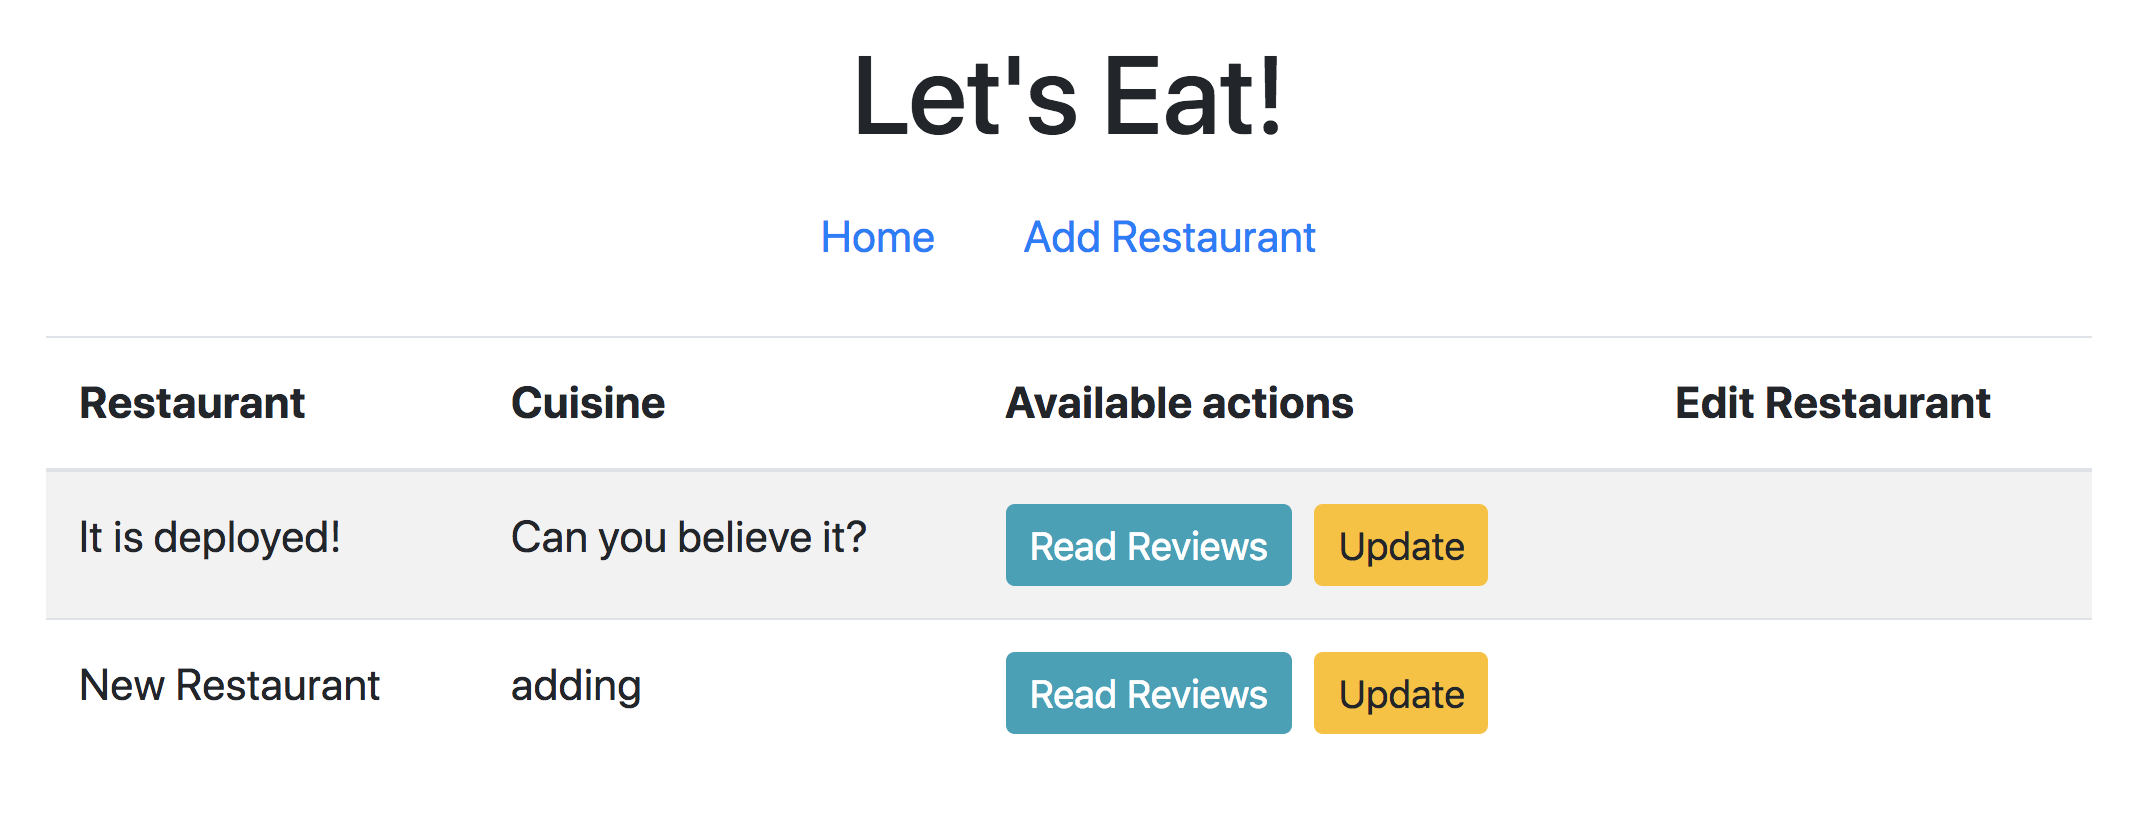 Let's Eat!
Home Add Restaurant
Restaurant Cuisine Available actions Edit Restaurant
It is deployed! Can you believe it? Read Reviews Update
New Restaurant adding Read Reviews Update